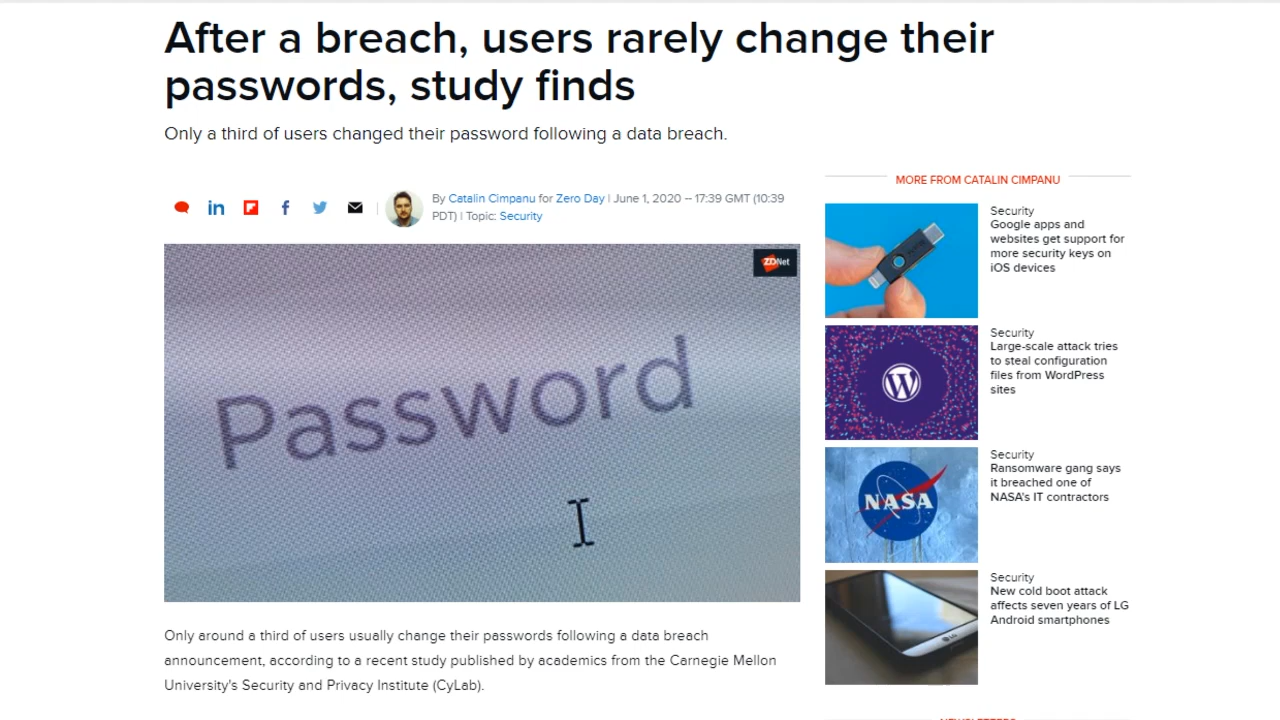 After a breach, users rarely change their
passwords, study finds
Only a third of users changed their password following a data breach.
By Catalin Cimpanu for Zero Day | June 1, 2020 -- 17:39 GMT (10:39
PDT) | Topic: Security
ZDNet
Password
Only around a third of users usually change their passwords following a data breach
announcement, according to a recent study published by academics from the Carnegie Mellon
University's Security and Privacy Institute (CyLab).
MORE FROM CATALIN CIMPANU
Security
Google apps and
websites get support for
more security keys on
iOS devices
Security
Large-scale attack tries
to steal configuration
files from WordPress
sites
NASA
Security
Ransomware gang says
it breached one of
NASA's IT contractors
LG
Security
New cold boot attack
affects seven years of LG
Android smartphones